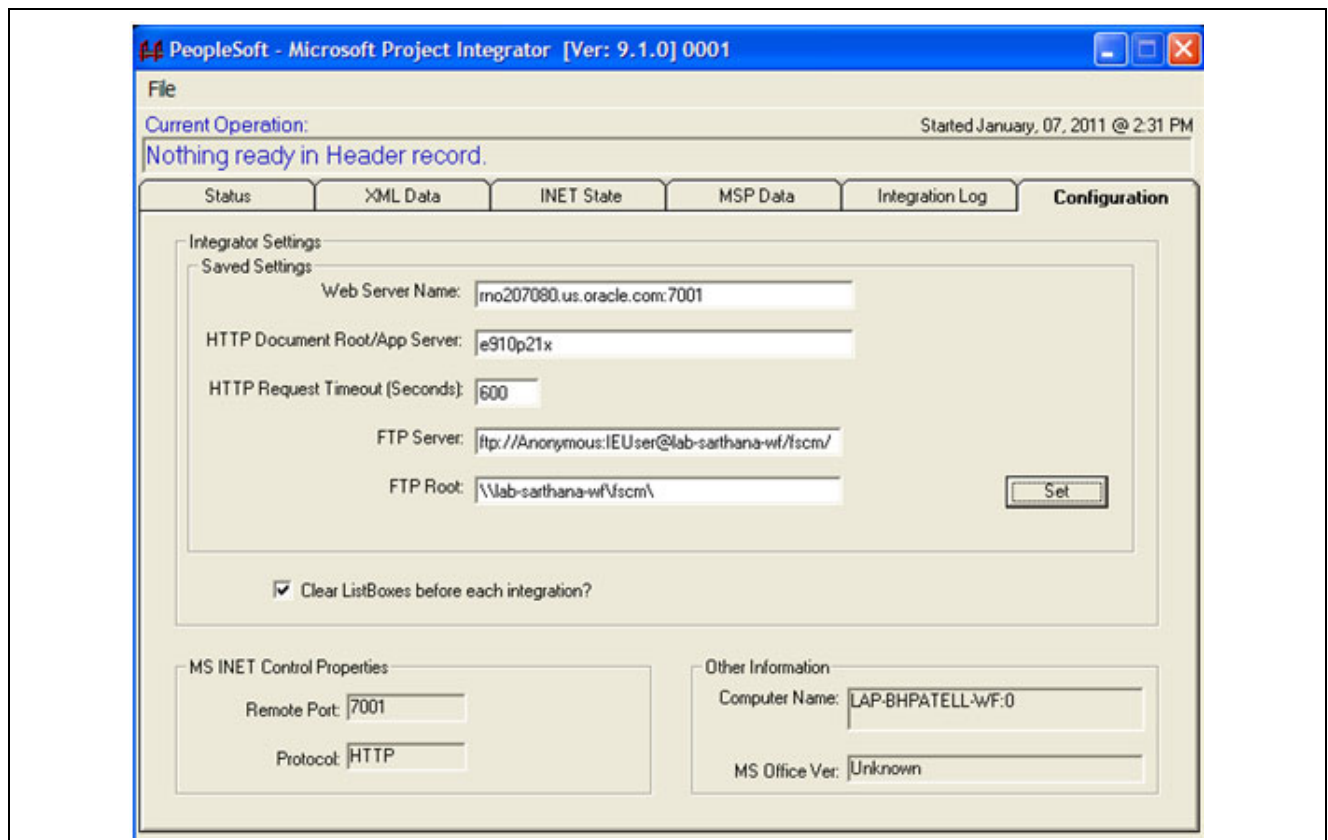 PeopleSoft - Microsoft Project Integrator [Ver: 9.1.0] 0001
File
Current Operation:
Started January, 07, 2011 @ 2:31 PM
Nothing ready in Header record.
Status XML Data INET State MSP Data Integration Log Configuration
Integrator Settings
Saved Settings
Web Server Name: rno207080.us.oracle.com:7001
HTTP Document Root/App Server: e910p21x
HTTP Request Timeout (Seconds): 600
FTP Server: ftp://Anonymous:IEUser@lab-sarthana-wf/fscm/
FTP Root: \\lab-sarthana-wf\fscm\
Set
Clear ListBoxes before each integration?
MS INET Control Properties
Remote Port: 7001
Protocol: HTTP
Other Information
Computer Name: LAP-BHPATELL-WF:0
MS Office Ver: Unknown